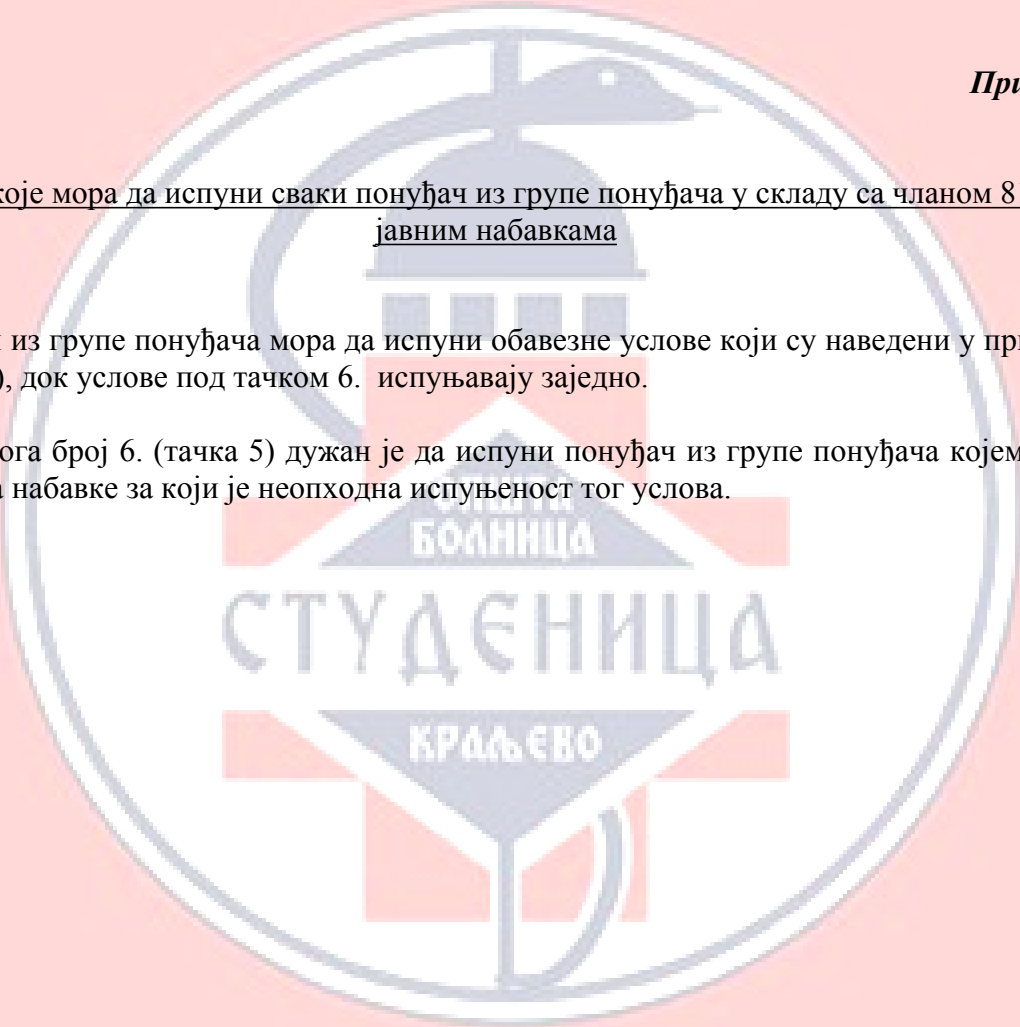 При
које мора да испуни сваки понуђач из групе понуђача у складу са чланом 8
јавним набавкама
из групе понуђача мора да испуни обавезне услове који су наведени у при
), док услове под тачком 6. испуњавају заједно.
ога број 6. (тачка 5) дужан је да испуни понуђач из групе понуђача којем
набавке за који је неопходна испуњеност тог услова.
ОПШТА
БОЛНИЦА
СТУДЕНИЦА
КРАЉЕВО